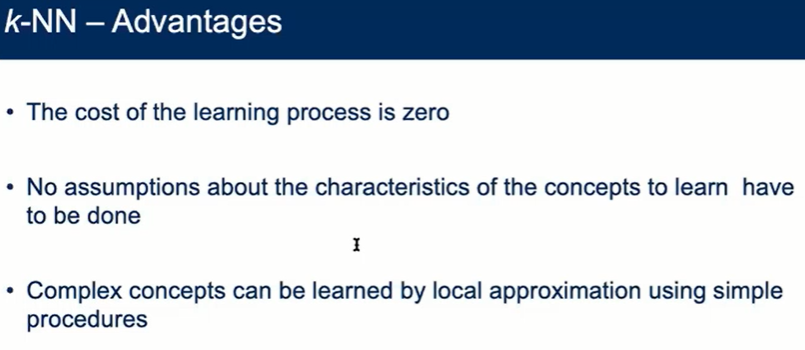 k-NN – Advantages
• The cost of the learning process is zero
• No assumptions about the characteristics of the concepts to learn have
to be done
• Complex concepts can be learned by local approximation using simple
procedures